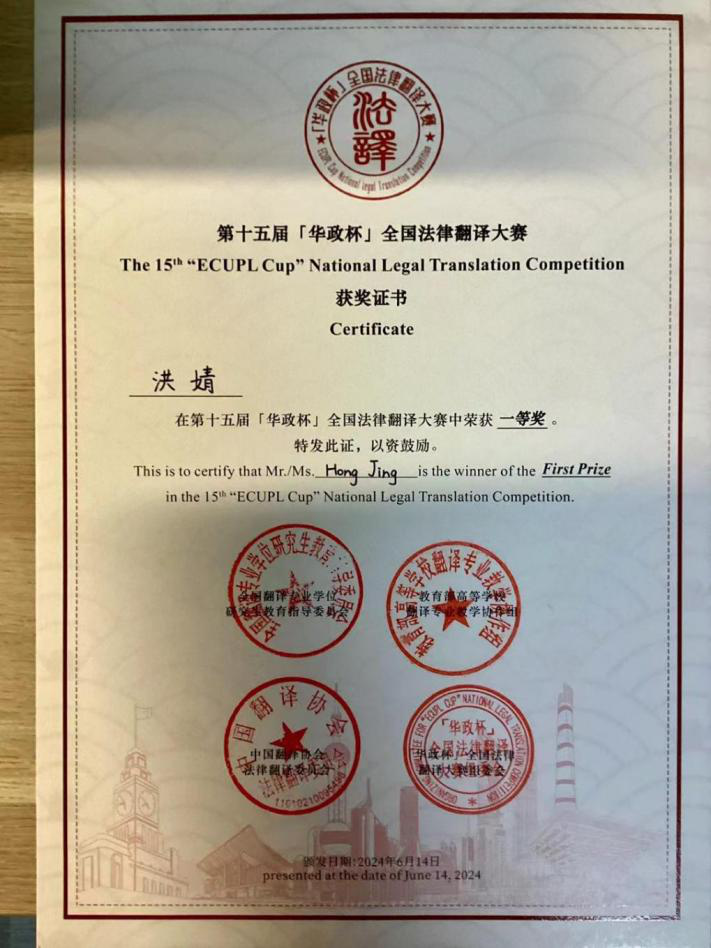 「华政杯」全国法律翻译大赛
法譯
ECUPL Cup National Legal Translation Competition
第十五届「华政杯」全国法律翻译大赛
The 15th “ECUPL Cup” National Legal Translation Competition
获奖证书
Certificate
洪婧
在第十五届「华政杯」全国法律翻译大赛中荣获 一等奖 。
特发此证，以资鼓励。
This is to certify that Mr./Ms. Hong Jing is the winner of the First Prize
in the 15th “ECUPL Cup” National Legal Translation Competition.
全国翻译专业学位
研究生教育指导委员会
教育部高等学校
翻译专业教学协作组
中国翻译协会
中国翻译协会
法律翻译委员会
「华政杯」
全国法律翻译
「华政杯」全国法律
翻译大赛组委会
颁发日期:2024年6月14日
presented at the date of June 14, 2024